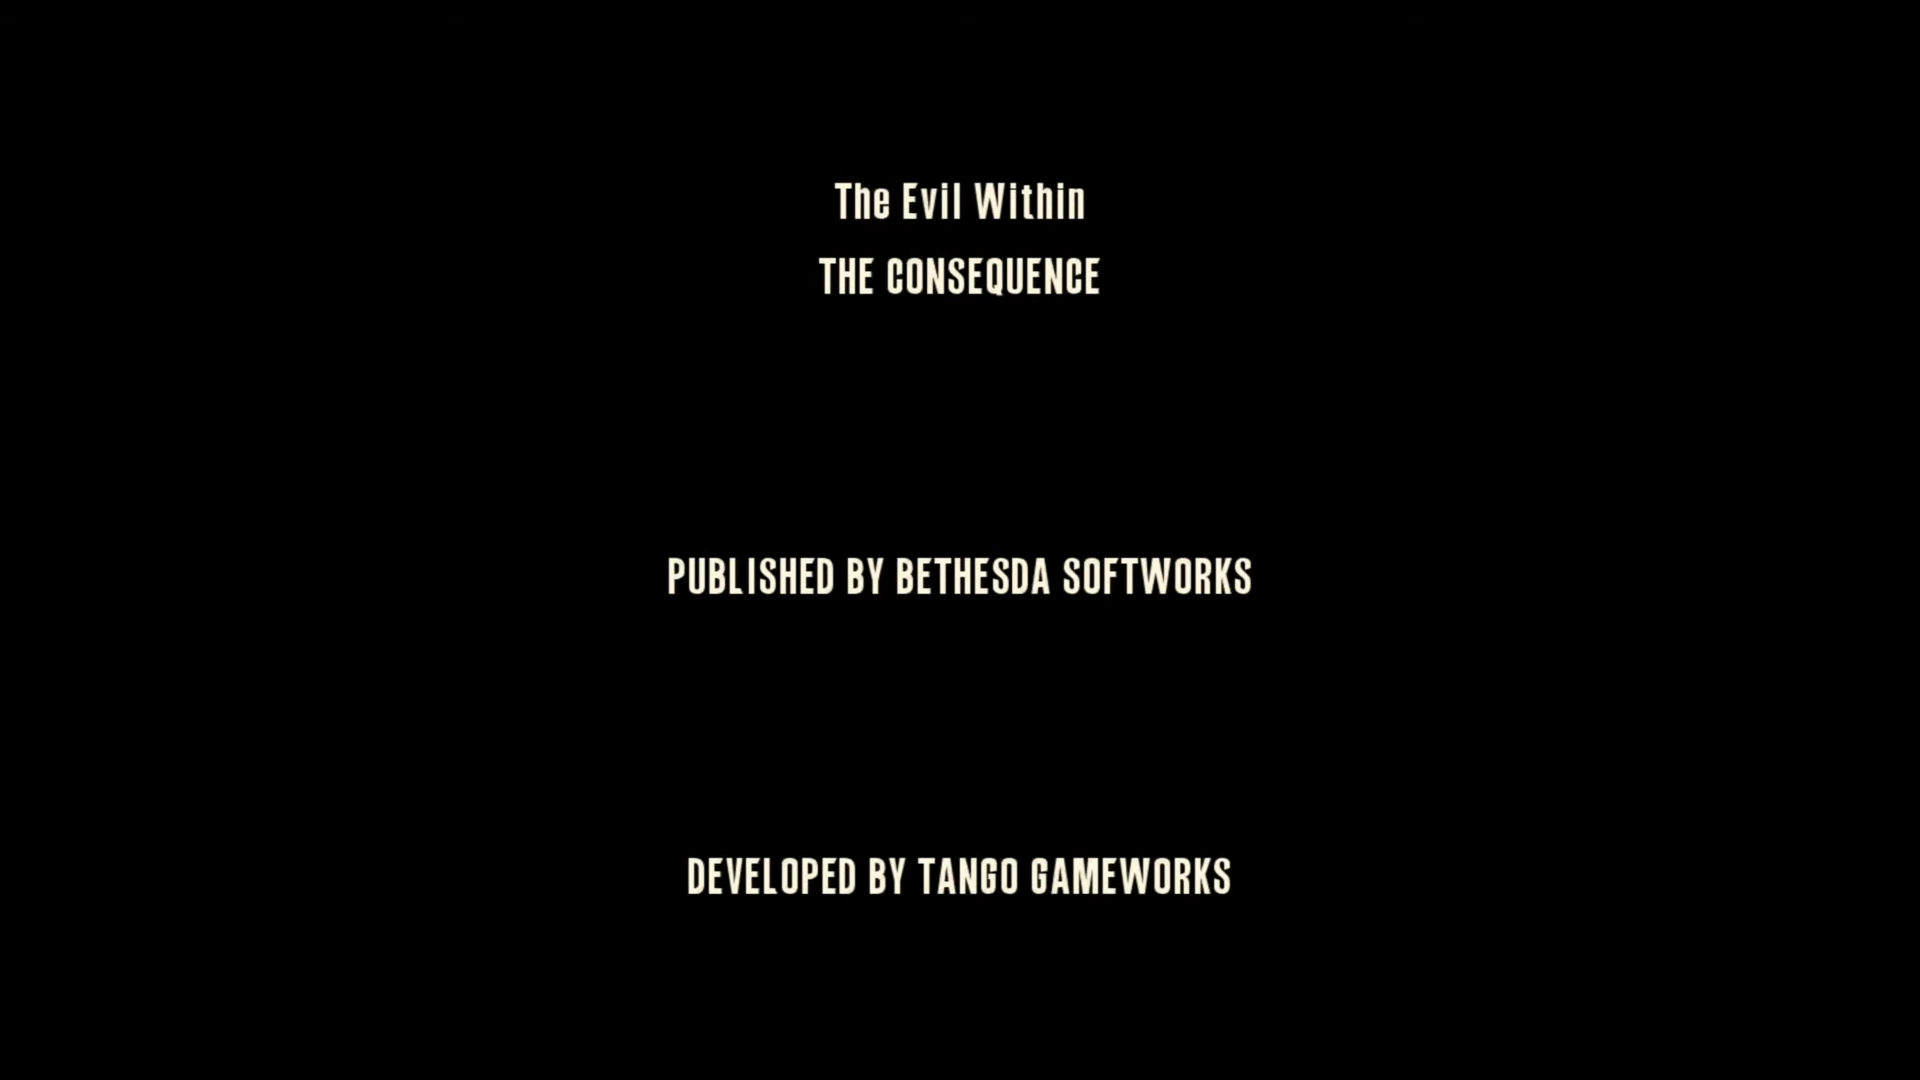 The Evil Within
THE CONSEQUENCE
PUBLISHED BY BETHESDA SOFTWORKS
DEVELOPED BY TANGO GAMEWORKS